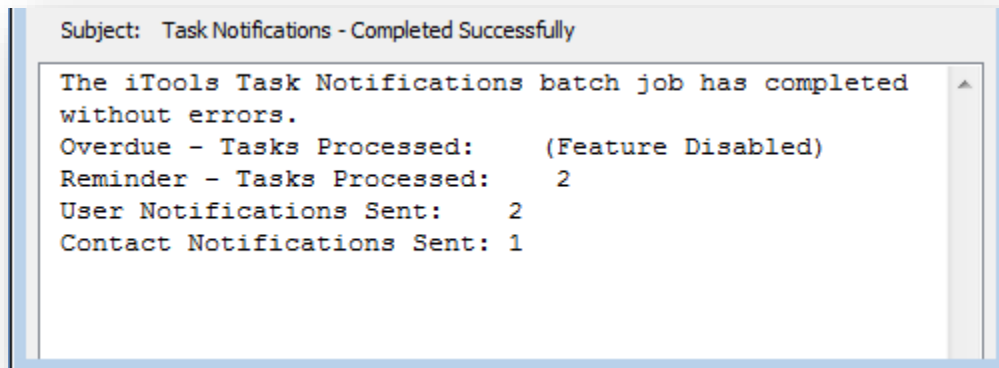 Subject: Task Notifications - Completed Successfully
The iTools Task Notifications batch job has completed
without errors.
Overdue - Tasks Processed: (Feature Disabled)
Reminder - Tasks Processed: 2
User Notifications Sent: 2
Contact Notifications Sent: 1